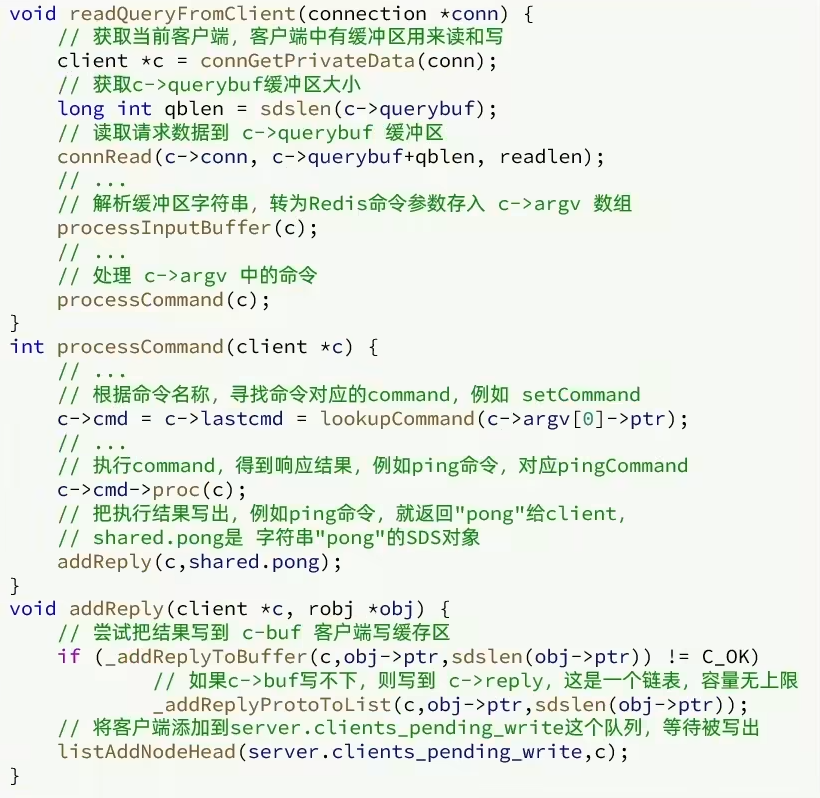 void readQueryFromClient(connection *conn) {
    // 获取当前客户端，客户端中有缓冲区用来读和写
    client *c = connGetPrivateData(conn);
    // 获取c->querybuf缓冲区大小
    long int qblen = sdslen(c->querybuf);
    // 读取请求数据到 c->querybuf 缓冲区
    connRead(c->conn, c->querybuf+qblen, readlen);
    // ...
    // 解析缓冲区字符串，转为Redis命令参数存入 c->argv 数组
    processInputBuffer(c);
    // ...
    // 处理 c->argv 中的命令
    processCommand(c);
}
int processCommand(client *c) {
    // ...
    // 根据命令名称，寻找命令对应的command，例如 setCommand
    c->cmd = c->lastcmd = lookupCommand(c->argv[0]->ptr);
    // ...
    // 执行command，得到响应结果，例如ping命令，对应pingCommand
    c->cmd->proc(c);
    // 把执行结果写出，例如ping命令，就返回"pong"给client，
    // shared.pong是 字符串"pong"的SDS对象
    addReply(c,shared.pong);
}
void addReply(client *c, robj *obj) {
    // 尝试把结果写到 c-buf 客户端写缓存区
    if (_addReplyToBuffer(c,obj->ptr,sdslen(obj->ptr)) != C_OK)
            // 如果c->buf写不下，则写到 c->reply，这是一个链表，容量无上限
            _addReplyProtoToList(c,obj->ptr,sdslen(obj->ptr));
    // 将客户端添加到server.clients_pending_write这个队列，等待被写出
    listAddNodeHead(server.clients_pending_write,c);
}